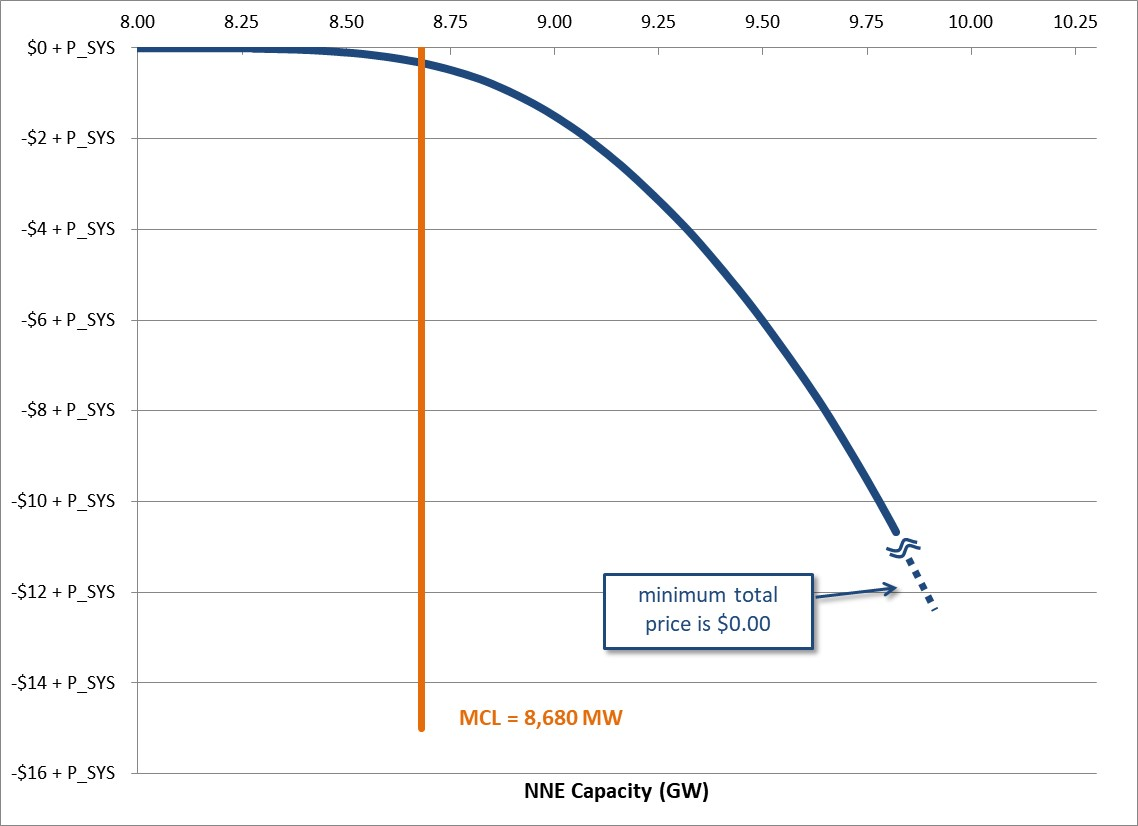 8.00 8.25 8.50 8.75 9.00 9.25 9.50 9.75 10.00 10.25
$0 + P_SYS
-$2 + P_SYS
-$4 + P_SYS
-$6 + P_SYS
-$8 + P_SYS
-$10 + P_SYS
-$12 + P_SYS
minimum total
price is $0.00
-$14 + P_SYS
MCL = 8,680 MW
-$16 + P_SYS
NNE Capacity (GW)